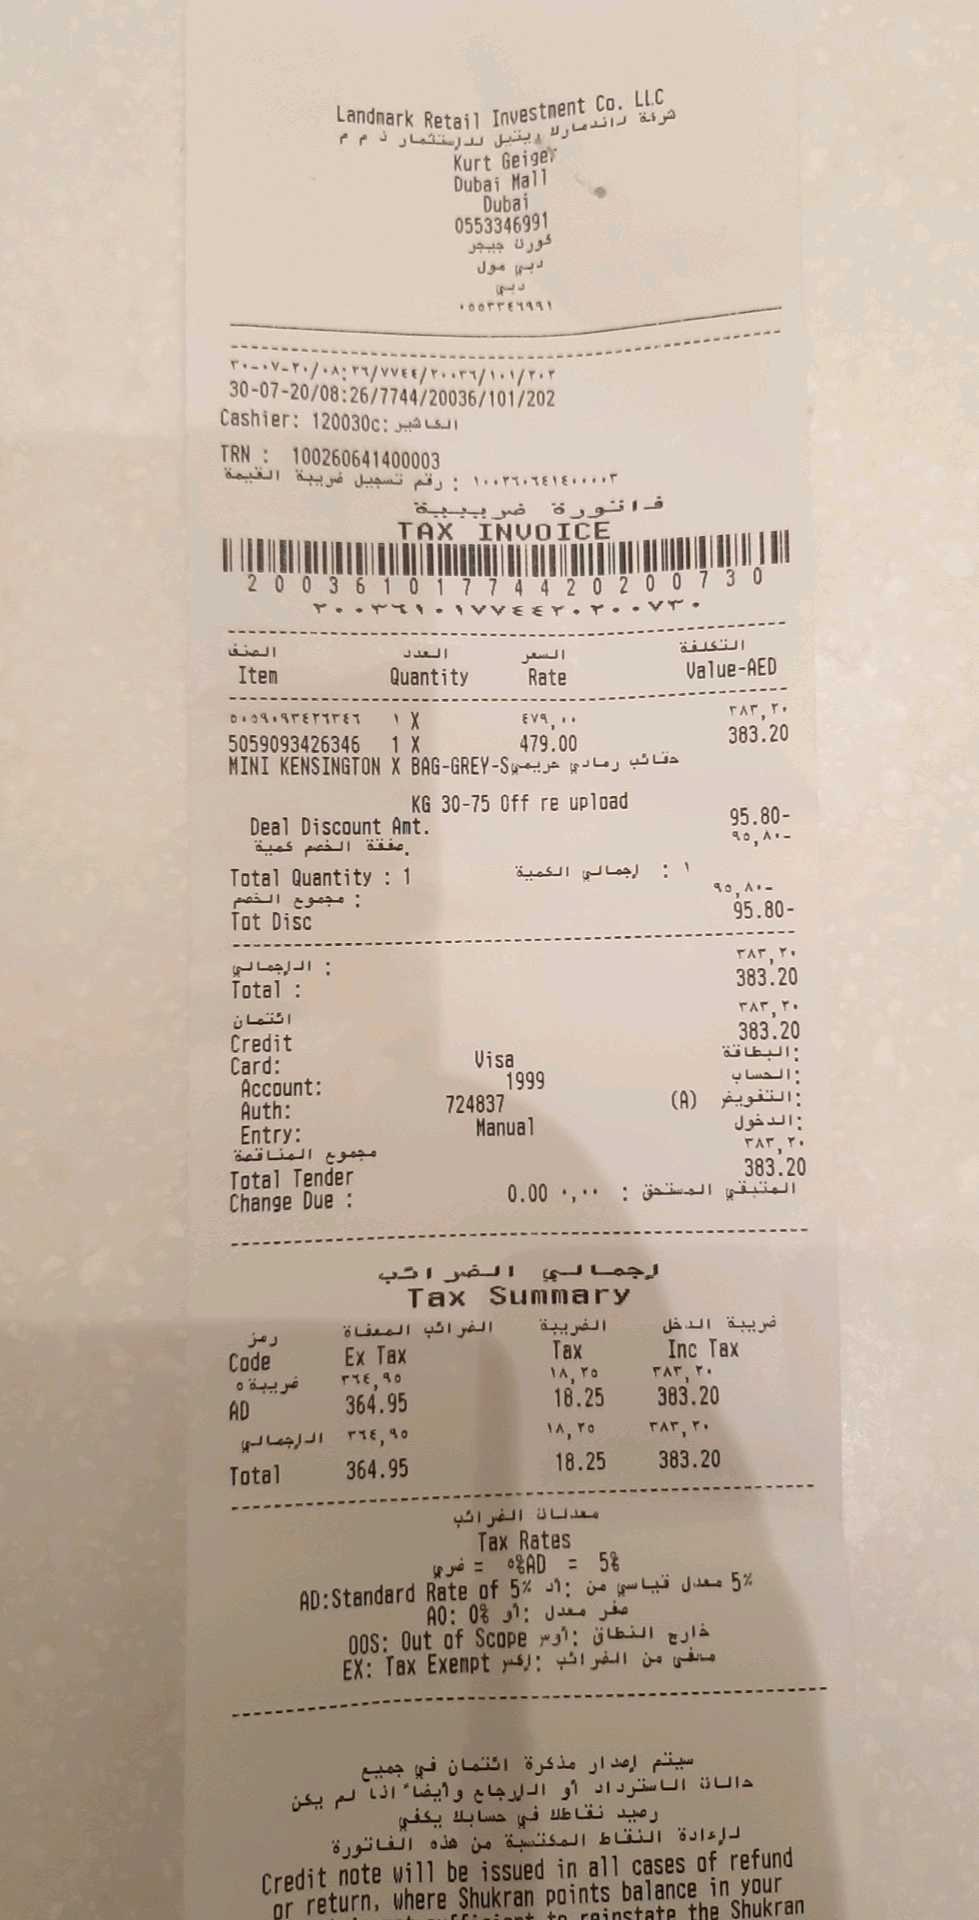 Landmark Retail Investment Co. LLC
شركة لاندمارك ريتيل للإستثمار ذ م م
Kurt Geiger
Dubai Mall
Dubai
0553346991
كورت جيجر
دبي مول
دبي
٠٥٥٣٣٤٦٩٩١
٣٠-٠٧-٢٠/٠٨:٢٦/٧٧٤٤/٢٠٠٣٦/١٠١/٢٠٢
30-07-20/08:26/7744/20036/101/202
Cashier: 120030c:الكاشير
TRN : 100260641400003
رقم تسجيل ضريبة القيمة : ١٠٠٢٦٠٦٤١٤٠٠٠٠٣
فاتورة ضريبية
TAX INVOICE
20036101774420200730
٢٠٠٣٦١٠١٧٧٤٤٢٠٢٠٠٧٣٠
الصنف العدد السعر التكلفة
Item Quantity Rate Value-AED
٥٠٥٩٠٩٣٤٢٦٣٤٦ ١ X ٤٧٩,٠٠ ٣٨٣,٢٠
5059093426346 1 X 479.00 383.20
MINI KENSINGTON X BAG-GREY-S حقائب رمادي حريمي
KG 30-75 Off re upload
Deal Discount Amt. 95.80-
صفقة الخصم كمية. ٩٥,٨٠-
Total Quantity : 1 إجمالي الكمية : ١
مجموع الخصم : ٩٥,٨٠-
Tot Disc 95.80-
الإجمالي : ٣٨٣,٢٠
Total : 383.20
ائتمان ٣٨٣,٢٠
Credit 383.20
Card: Visa البطاقة:
Account: 1999 الحساب:
Auth: 724837 (A) التفويض:
Entry: Manual الدخول:
مجموع المناقصة ٣٨٣,٢٠
Total Tender 383.20
Change Due : 0.00 ٠,٠٠ : المتبقي المستحق
إجمالي الضرائب
Tax Summary
رمز الضرائب المعفاة الضريبة ضريبة الدخل
Code Ex Tax Tax Inc Tax
ضريبة ٥ ٣٦٤,٩٥ ١٨,٢٥ ٣٨٣,٢٠
AD 364.95 18.25 383.20
الإجمالي ٣٦٤,٩٥ ١٨,٢٥ ٣٨٣,٢٠
Total 364.95 18.25 383.20
معدلات الضرائب
Tax Rates
ضري = ٥%AD = 5%
AD:Standard Rate of 5% معدل قياسي من :أد 5%
AO: 0% صفر معدل :أو
OOS: Out of Scope خارج النطاق :أوس
EX: Tax Exempt معفى من الضرائب :إكس
سيتم إصدار مذكرة ائتمان في جميع
حالات الاسترداد أو الإرجاع وأيضاً اذا لم يكن
رصيد نقاطك في حسابك يكفي
لإعادة النقاط المكتسبة من هذه الفاتورة
Credit note will be issued in all cases of refund
or return, where Shukran points balance in your
sufficient to reinstate the Shukran